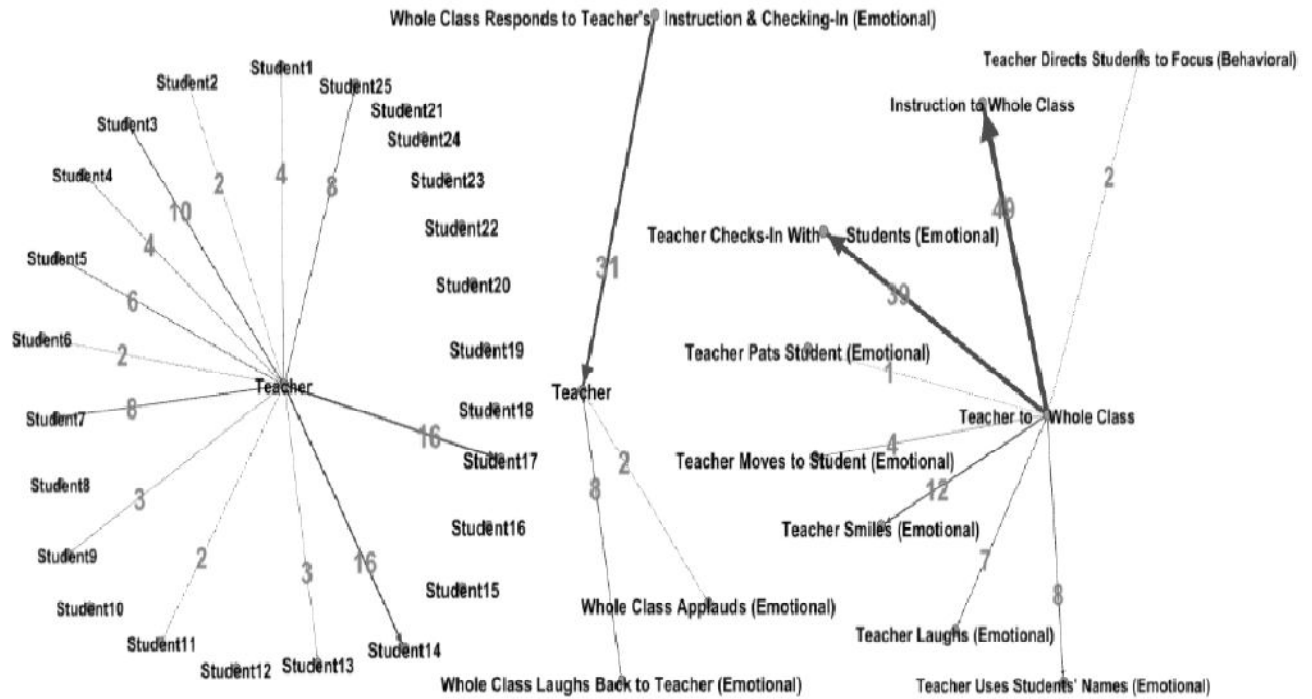 Whole Class Responds to Teacher's Instruction & Checking-In (Emotional)
Student1
Student2
Student25
Student21
Student3
Student24
Student4
Student23
Student22
Student5
Student20
Student6
Student19
Teacher
Student7
Student18
Student17
Student8
Student16
Student9
Student15
Student10
Student11
Student14
Student12
Student13
2
4
8
10
4
6
2
8
16
3
2
3
16
31
Teacher
8
2
Whole Class Applauds (Emotional)
Whole Class Laughs Back to Teacher (Emotional)
Teacher Directs Students to Focus (Behavioral)
Instruction to Whole Class
2
49
Teacher Checks-In With Students (Emotional)
39
Teacher Pats Student (Emotional)
1
Teacher to Whole Class
4
Teacher Moves to Student (Emotional)
12
Teacher Smiles (Emotional)
7
8
Teacher Laughs (Emotional)
Teacher Uses Students' Names (Emotional)